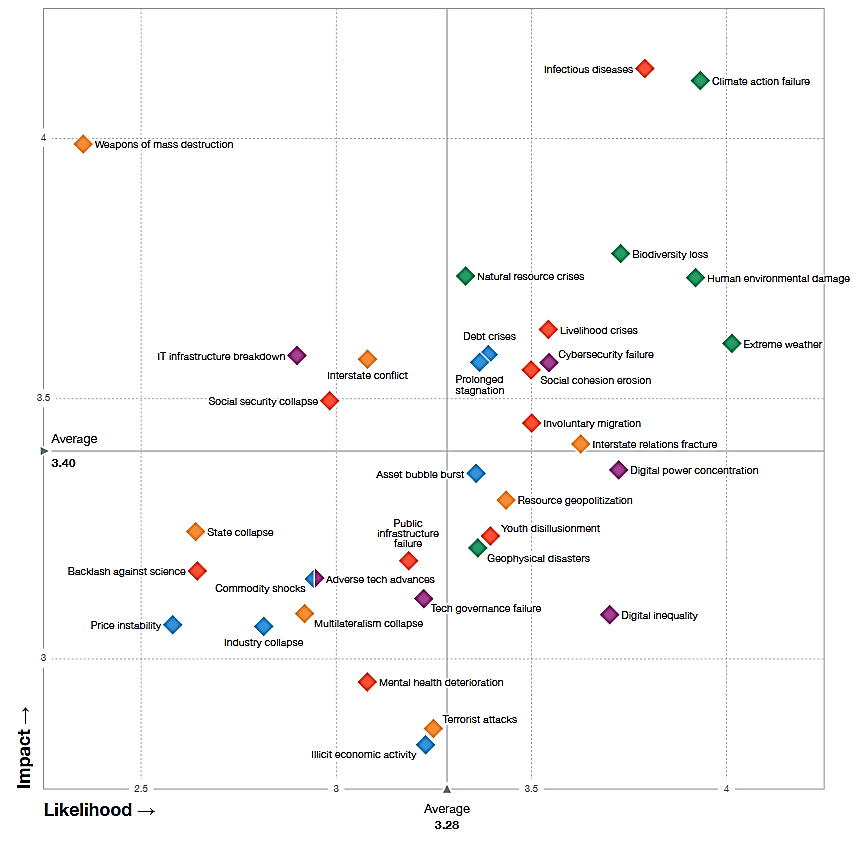 Infectious diseases
Climate action failure
4
Weapons of mass destruction
Biodiversity loss
Natural resource crises
Human environmental damage
Livelihood crises
Debt crises
Extreme weather
IT infrastructure breakdown
Cybersecurity failure
Interstate conflict
Prolonged
stagnation
Social cohesion erosion
3.5
Social security collapse
Involuntary migration
Average
Interstate relations fracture
3.40
Asset bubble burst
Digital power concentration
Resource geopolitization
Public
infrastructure
failure
Youth disillusionment
State collapse
Geophysical disasters
Backlash against science
Commodity shocks
Adverse tech advances
Tech governance failure
Digital inequality
Price instability
Multilateralism collapse
Industry collapse
3
Mental health deterioration
Terrorist attacks
Illicit economic activity
Impact →
2.5
3
3.5
4
Likelihood →
Average
3.28